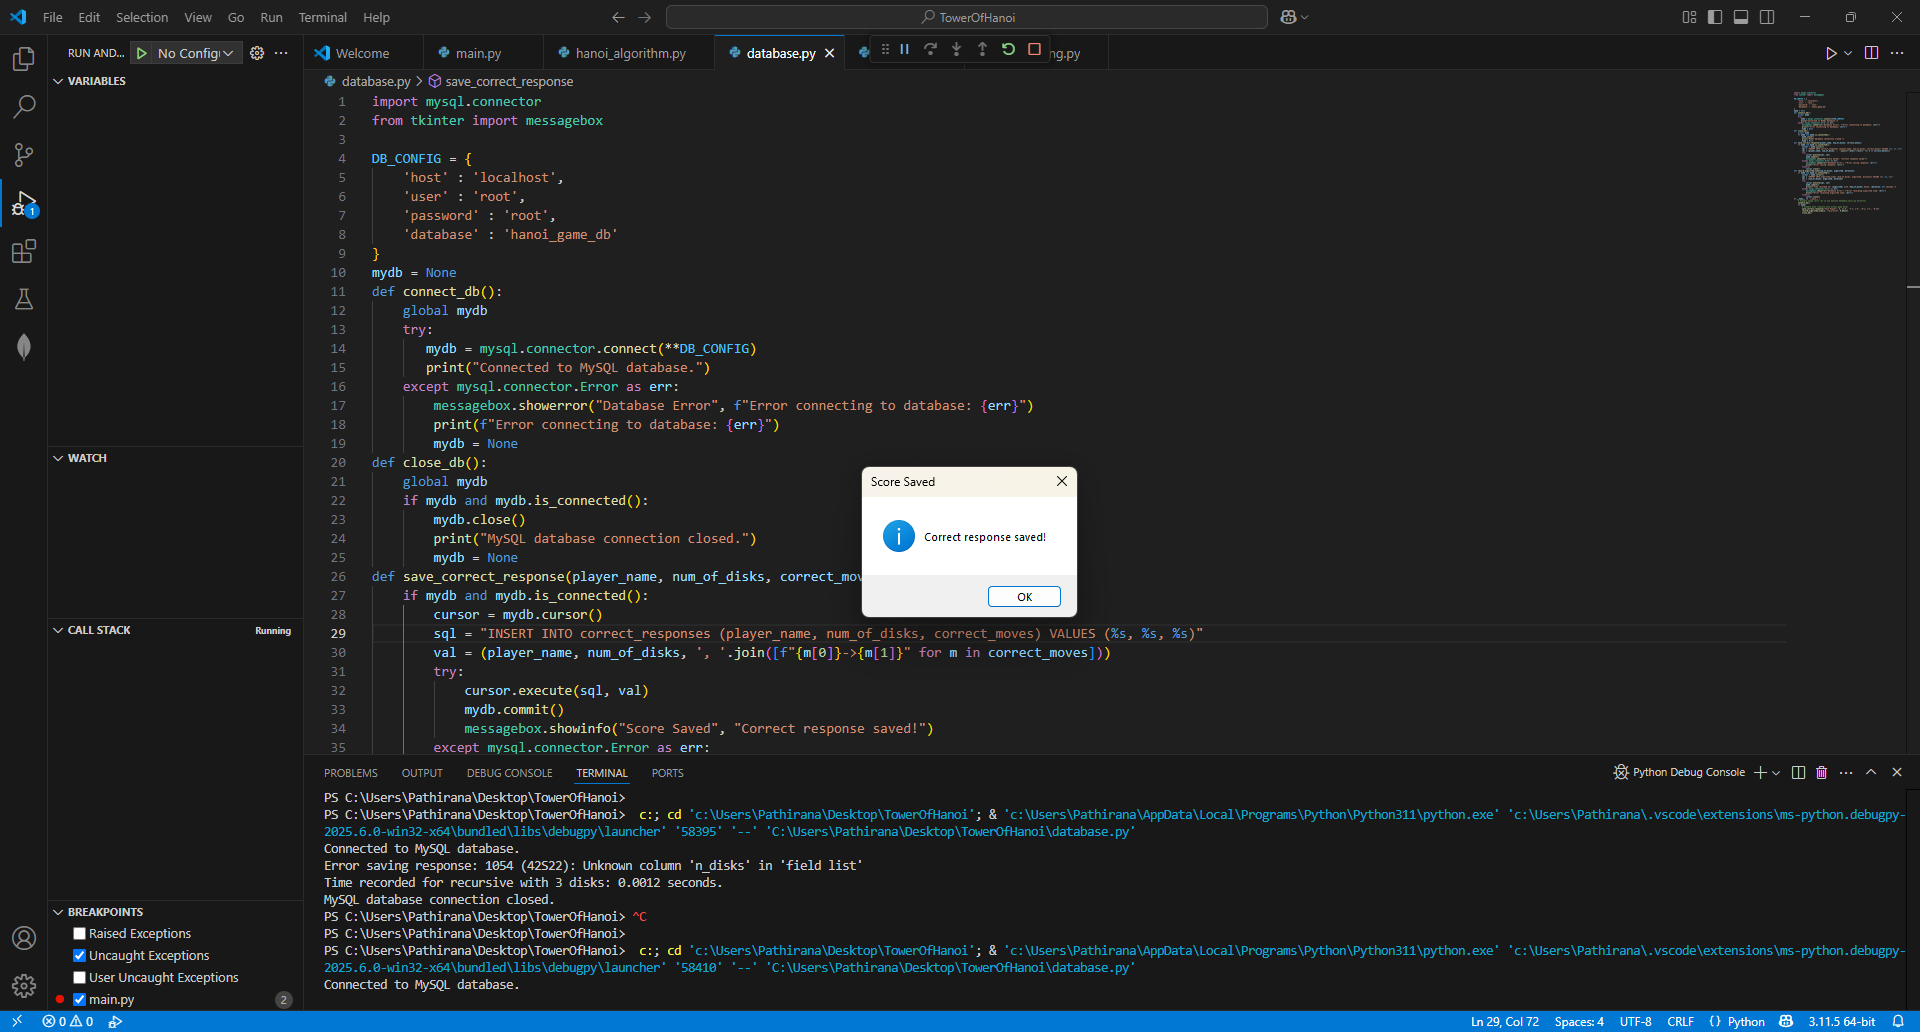 File Edit Selection View Go Run Terminal Help
TowerOfHanoi
RUN AND... No Config
VARIABLES
WATCH
CALL STACK Running
BREAKPOINTS
Raised Exceptions
Uncaught Exceptions
User Uncaught Exceptions
main.py 2
1
Welcome main.py hanoi_algorithm.py database.py ng.py
database.py > save_correct_response
1 import mysql.connector
2 from tkinter import messagebox
3
4 DB_CONFIG = {
5 'host' : 'localhost',
6 'user' : 'root',
7 'password' : 'root',
8 'database' : 'hanoi_game_db'
9 }
10 mydb = None
11 def connect_db():
12 global mydb
13 try:
14 mydb = mysql.connector.connect(**DB_CONFIG)
15 print("Connected to MySQL database.")
16 except mysql.connector.Error as err:
17 messagebox.showerror("Database Error", f"Error connecting to database: {err}")
18 print(f"Error connecting to database: {err}")
19 mydb = None
20 def close_db():
21 global mydb
22 if mydb and mydb.is_connected():
23 mydb.close()
24 print("MySQL database connection closed.")
25 mydb = None
26 def save_correct_response(player_name, num_of_disks, correct_mov
27 if mydb and mydb.is_connected():
28 cursor = mydb.cursor()
29 sql = "INSERT INTO correct_responses (player_name, num_of_disks, correct_moves) VALUES (%s, %s, %s)"
30 val = (player_name, num_of_disks, ', '.join([f"{m[0]}->{m[1]}" for m in correct_moves]))
31 try:
32 cursor.execute(sql, val)
33 mydb.commit()
34 messagebox.showinfo("Score Saved", "Correct response saved!")
35 except mysql.connector.Error as err:
Score Saved
Correct response saved!
OK
PROBLEMS OUTPUT DEBUG CONSOLE TERMINAL PORTS
Python Debug Console
PS C:\Users\Pathirana\Desktop\TowerOfHanoi>
PS C:\Users\Pathirana\Desktop\TowerOfHanoi> c:; cd 'c:\Users\Pathirana\Desktop\TowerOfHanoi'; & 'c:\Users\Pathirana\AppData\Local\Programs\Python\Python311\python.exe' 'c:\Users\Pathirana\.vscode\extensions\ms-python.debugpy-
2025.6.0-win32-x64\bundled\libs\debugpy\launcher' '58395' '--' 'C:\Users\Pathirana\Desktop\TowerOfHanoi\database.py'
Connected to MySQL database.
Error saving response: 1054 (42S22): Unknown column 'n_disks' in 'field list'
Time recorded for recursive with 3 disks: 0.0012 seconds.
MySQL database connection closed.
PS C:\Users\Pathirana\Desktop\TowerOfHanoi> ^C
PS C:\Users\Pathirana\Desktop\TowerOfHanoi>
PS C:\Users\Pathirana\Desktop\TowerOfHanoi> c:; cd 'c:\Users\Pathirana\Desktop\TowerOfHanoi'; & 'c:\Users\Pathirana\AppData\Local\Programs\Python\Python311\python.exe' 'c:\Users\Pathirana\.vscode\extensions\ms-python.debugpy-
2025.6.0-win32-x64\bundled\libs\debugpy\launcher' '58410' '--' 'C:\Users\Pathirana\Desktop\TowerOfHanoi\database.py'
Connected to MySQL database.
0 0 Ln 29, Col 72 Spaces: 4 UTF-8 CRLF {} Python 3.11.5 64-bit